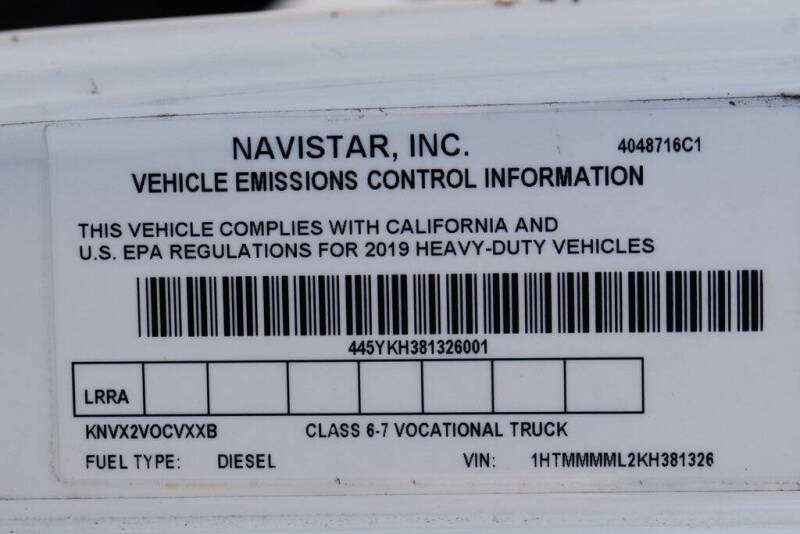 NAVISTAR, INC. 4048716C1
VEHICLE EMISSIONS CONTROL INFORMATION
THIS VEHICLE COMPLIES WITH CALIFORNIA AND
U.S. EPA REGULATIONS FOR 2019 HEAVY-DUTY VEHICLES
445YKH381326001
LRRA
KNVX2VOCVXXB CLASS 6-7 VOCATIONAL TRUCK
FUEL TYPE: DIESEL VIN: 1HTMMMML2KH381326